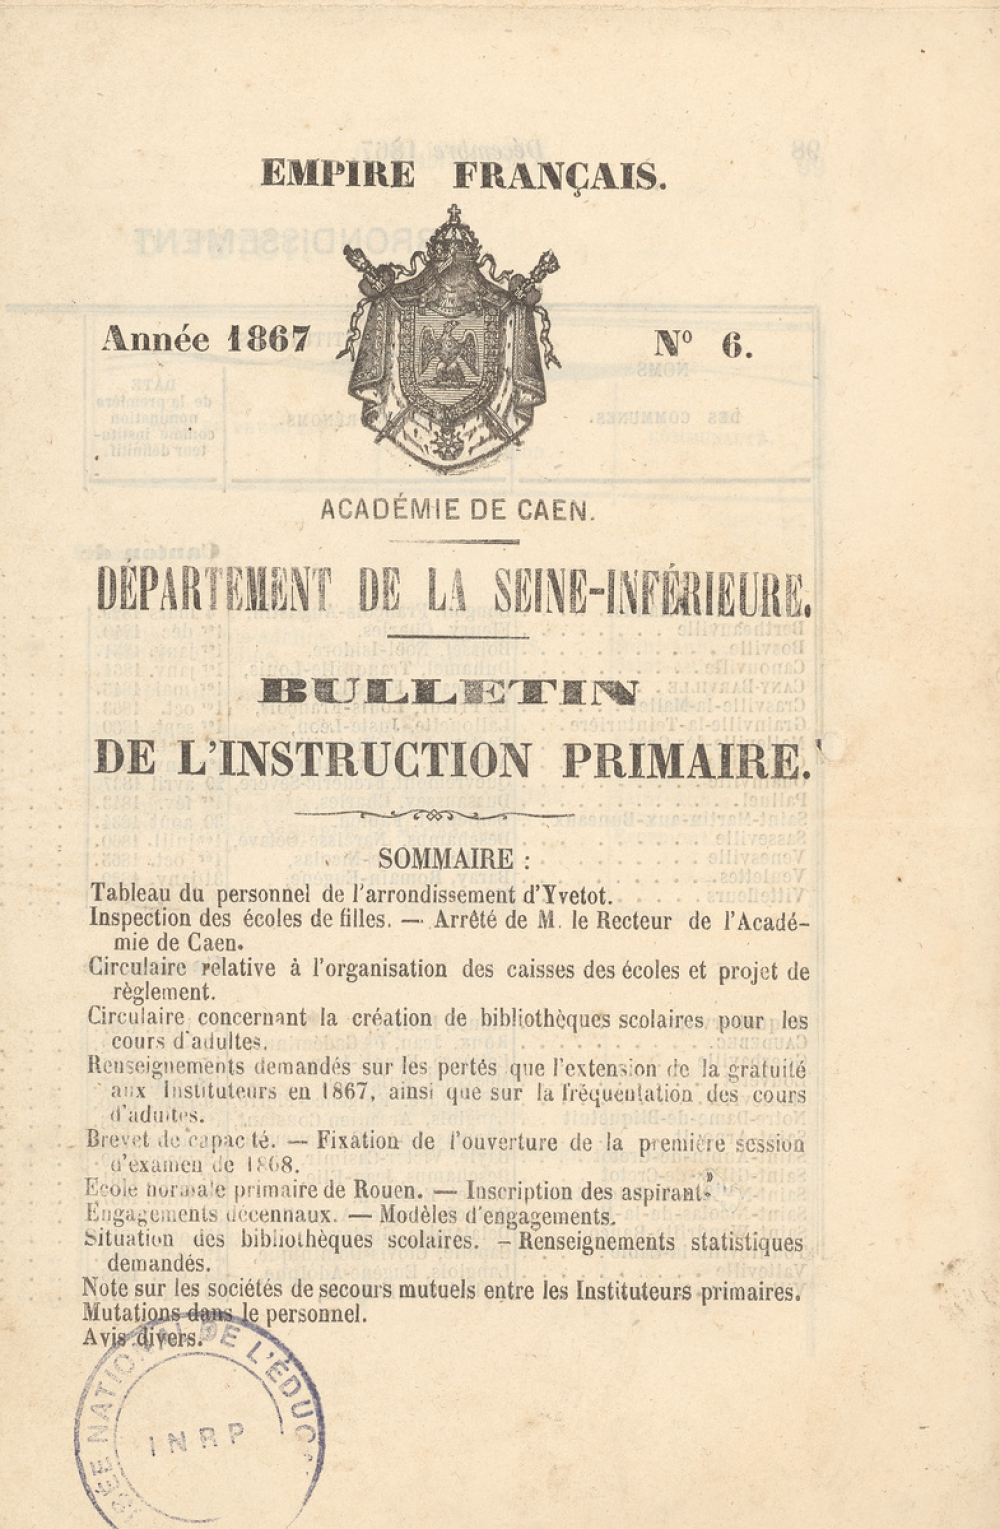 EMPIRE FRANÇAIS.
Année 1867
Nº 6.
ACADÉMIE DE CAEN.
DÉPARTEMENT DE LA SEINE-INFÉRIEURE.
BULLETIN
DE L'INSTRUCTION PRIMAIRE.
SOMMAIRE :
Tableau du personnel de l'arrondissement d'Yvetot.
Inspection des écoles de filles. — Arrêté de M. le Recteur de l'Acadé-
mie de Caen.
Circulaire relative à l'organisation des caisses des écoles et projet de
règlement.
Circulaire concernant la création de bibliothèques scolaires pour les
cours d'adultes.
Renseignements demandés sur les pertes que l'extension de la gratuité
aux Instituteurs en 1867, ainsi que sur la fréquentation des cours
d'adultes.
Brevet de capacité. — Fixation de l'ouverture de la première session
d'examen de 1868.
Ecole normale primaire de Rouen. — Inscription des aspirants
Engagements décennaux. — Modèles d'engagements.
Situation des bibliothèques scolaires. — Renseignements statistiques
demandés.
Note sur les sociétés de secours mutuels entre les Instituteurs primaires.
Mutations dans le personnel.
Avis divers.
NATIONAL DE L'ÉDUC
INRP